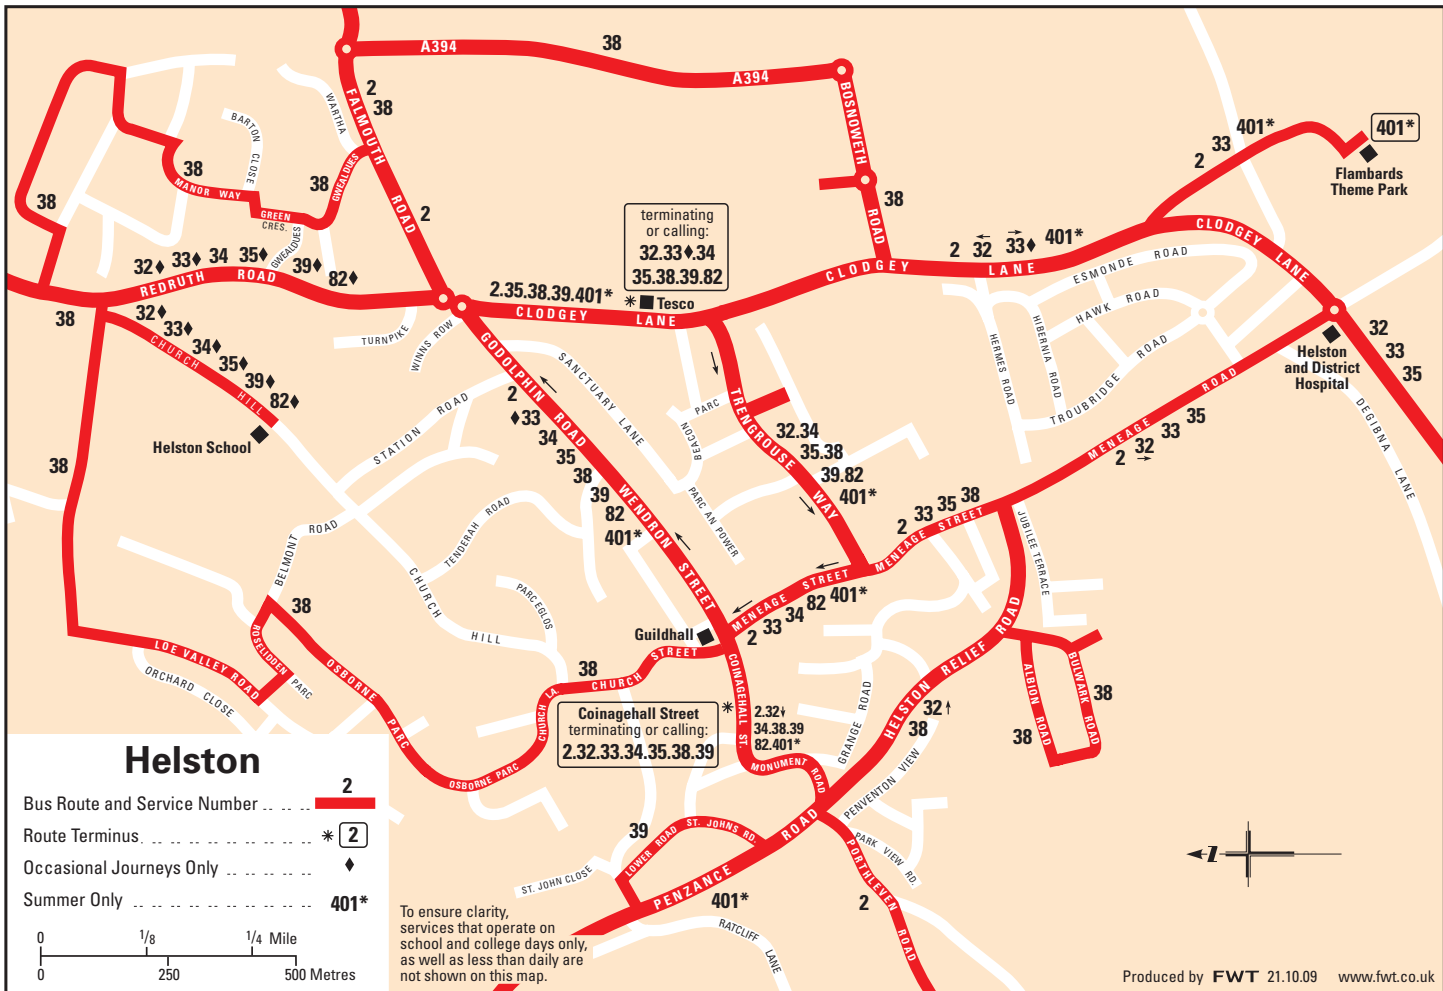 A394
38
A394
2
38
FALMOUTH
ROAD
2
WARTHA
BARTON
CLOSE
38
MANOR WAY
38
GREEN
CRES.
GWEALDUES
38
GWEALDUES
BOSNOWETH
ROAD
38
401*
33
2
401*
Flambards
Theme Park
terminating
or calling:
32.33♦.34
35.38.39.82
✳ Tesco
32♦ 33♦ 34 35♦ 39♦ 82♦
REDRUTH ROAD
38
32♦
33♦
34♦
35♦
39♦
82♦
CHURCH
HILL
Helston School
2.35.38.39.401*
CLODGEY LANE
CLODGEY LANE
2 32 33♦ 401*
←
→
CLODGEY
LANE
ESMONDE ROAD
HAWK ROAD
HIBERNIA ROAD
HERMES ROAD
TROUBRIDGE ROAD
Helston
and District
Hospital
32
33
35
DEGIBNA LANE
TURNPIKE
WINNS ROW
GODOLPHIN ROAD
SANCTUARY LANE
STATION ROAD
2
♦33
34
35
38
39
82
401*
WENDRON STREET
PARC
BEACON
PARC AN POWER
TRENGROUSE
WAY
32.34
35.38
39.82
401*
MENEAGE ROAD
2 32 33 35
→
2 33 35 38
MENEAGE STREET
MENEAGE STREET
2 33 34 82 401*
JUBILEE TERRACE
38
BELMONT ROAD
TENDERAH ROAD
CHURCH
HILL
PARC EGLOS
38
ROSELIDDEN
PARC
LOE VALLEY ROAD
ORCHARD CLOSE
OSBORNE
PARC
OSBORNE PARC
CHURCH LA.
38
CHURCH
STREET
Guildhall
COINAGEHALL ST.
Coinagehall Street
terminating or calling:
2.32.33.34.35.38.39
✳
2.32↓
34.38.39
82.401*
MONUMENT ROAD
GRANGE ROAD
HELSTON RELIEF ROAD
32↑
38
PENVENTON VIEW
PARK VIEW RD.
ALBION ROAD
BULWARK ROAD
38
38
39
LOWER ROAD
ST. JOHNS RD.
ST. JOHN CLOSE
PENZANCE ROAD
401*
RATCLIFF LANE
PORTHLEVEN ROAD
2
Helston
Bus Route and Service Number 2
Route Terminus ✳ 2
Occasional Journeys Only ♦
Summer Only 401*
0 1/8 1/4 Mile
0 250 500 Metres
To ensure clarity,
services that operate on
school and college days only,
as well as less than daily are
not shown on this map.
N
Produced by FWT 21.10.09 www.fwt.co.uk